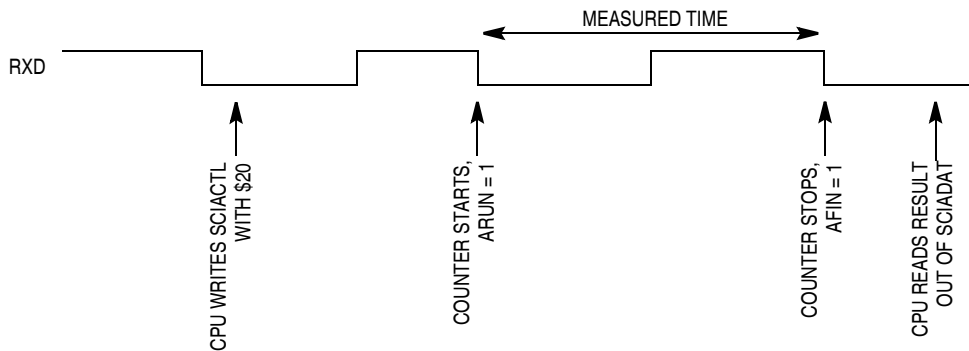 MEASURED TIME
RXD
CPU WRITES SCIACTL
WITH $20
COUNTER STARTS,
ARUN = 1
COUNTER STOPS,
AFIN = 1
CPU READS RESULT
OUT OF SCIADAT